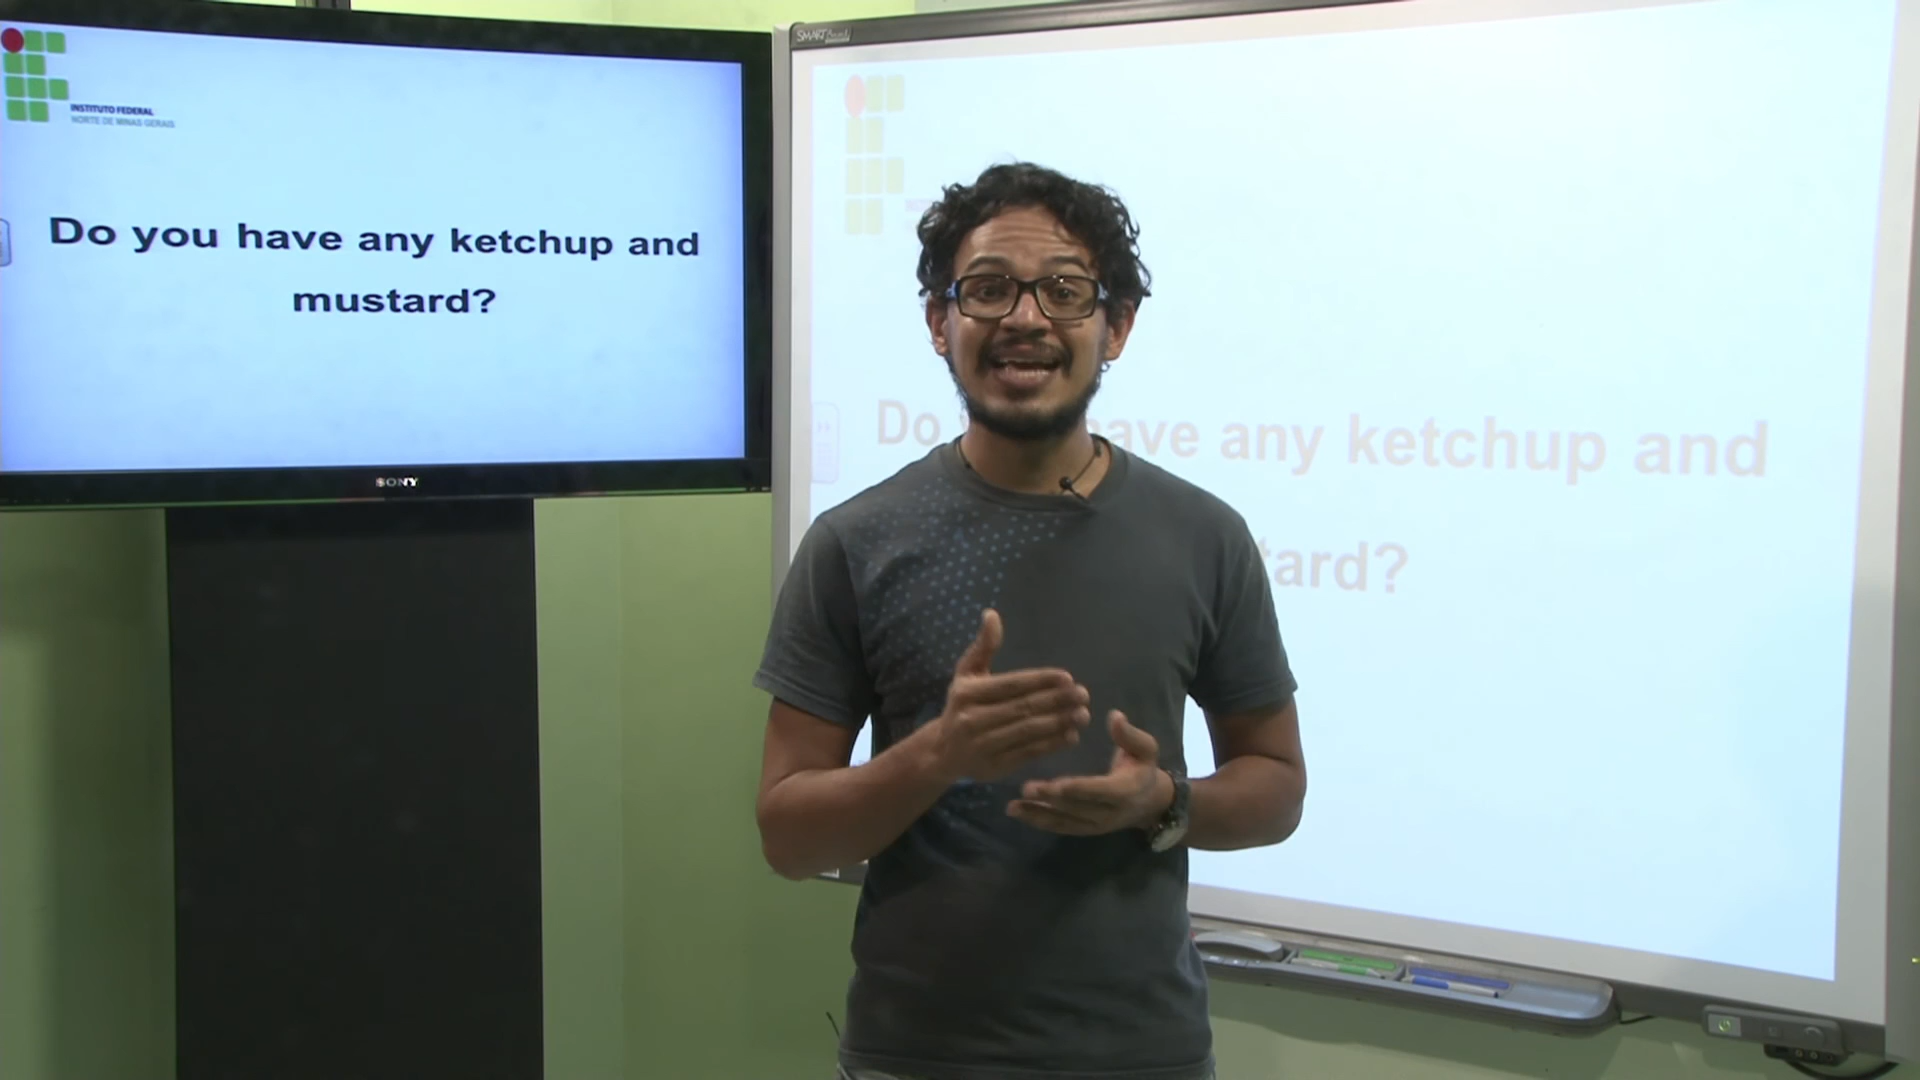 INSTITUTO FEDERAL
NORTE DE MINAS GERAIS
Do you have any ketchup and
mustard?
SONY
SMART Board
Do have any ketchup and
tard?